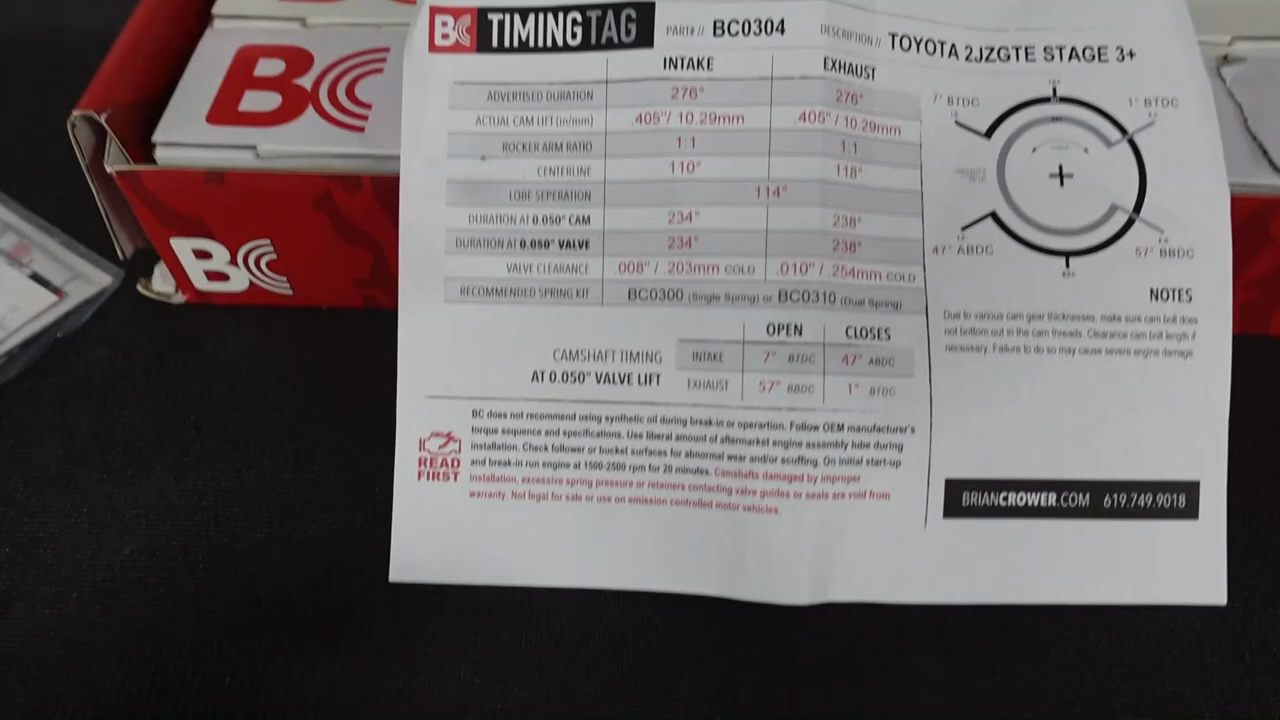 BC
BC
BC TIMING TAG PART# // BC0304 DESCRIPTION // TOYOTA 2JZGTE STAGE 3+
INTAKE EXHAUST
ADVERTISED DURATION 276° 276°
ACTUAL CAM LIFT (in/mm) .405"/ 10.29mm .405"/ 10.29mm
ROCKER ARM RATIO 1:1 1:1
CENTERLINE 110° 118°
LOBE SEPERATION 114°
DURATION AT 0.050" CAM 234° 238°
DURATION AT 0.050" VALVE 234° 238°
VALVE CLEARANCE .008" / .203mm COLD .010" / .254mm COLD
RECOMMENDED SPRING KIT BC0300 (Single Spring) or BC0310 (Dual Spring)
OPEN CLOSES
CAMSHAFT TIMING
AT 0.050" VALVE LIFT
INTAKE 7° BTDC 47° ABDC
EXHAUST 57° BBDC 1° BTDC
READ
FIRST
BC does not recommend using synthetic oil during break-in or operartion. Follow OEM manufacturer's
torque sequence and specifications. Use liberal amount of aftermarket engine assembly lube during
installation. Check follower or bucket surfaces for abnormal wear and/or scuffing. On initial start-up
and break-in run engine at 1500-2500 rpm for 20 minutes. Camshafts damaged by improper
installation, excessive spring pressure or retainers contacting valve guides or seals are void from
warranty. Not legal for sale or use on emission controlled motor vehicles.
7° BTDC 1° BTDC
47° ABDC 57° BBDC
NOTES
Due to various cam gear thicknesses, make sure cam bolt does
not bottom out in the cam threads. Clearance cam bolt length if
necessary. Failure to do so may cause severe engine damage.
BRIANCROWER.COM 619.749.9018